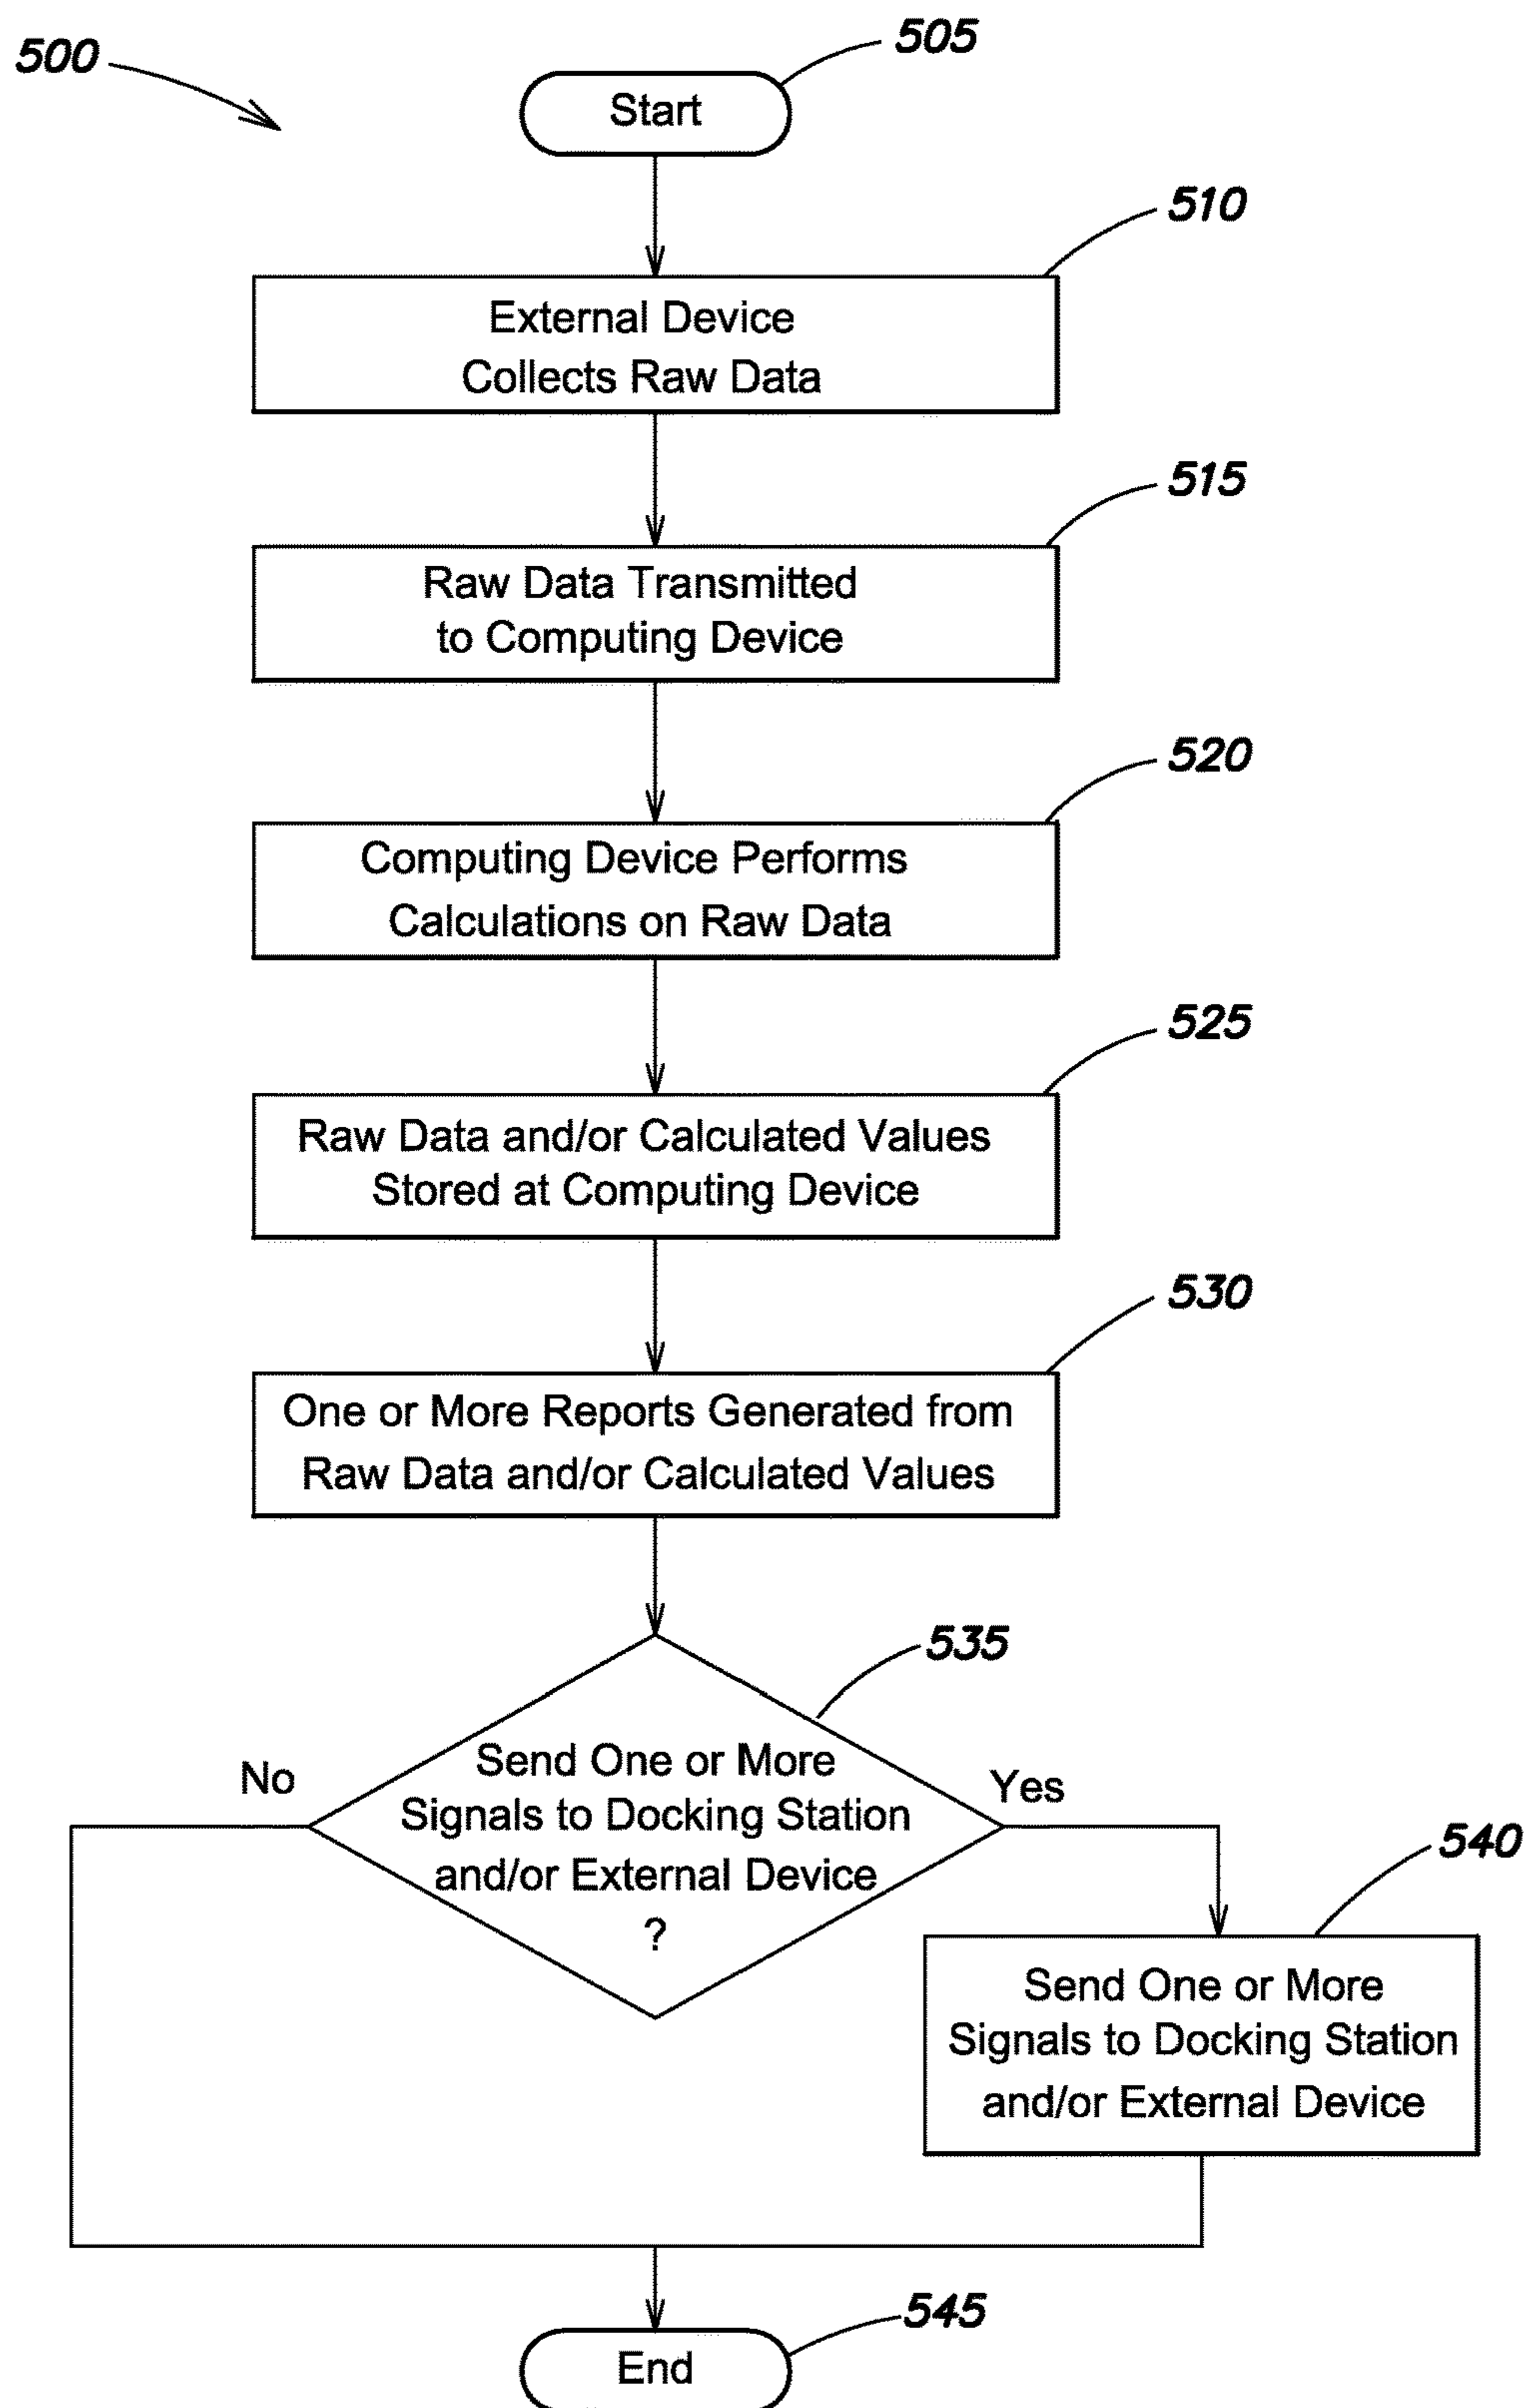 500
505
Start
510
External Device
Collects Raw Data
515
Raw Data Transmitted
to Computing Device
520
Computing Device Performs
Calculations on Raw Data
525
Raw Data and/or Calculated Values
Stored at Computing Device
530
One or More Reports Generated from
Raw Data and/or Calculated Values
535
Send One or More
Signals to Docking Station
and/or External Device
?
No
Yes
540
Send One or More
Signals to Docking Station
and/or External Device
545
End